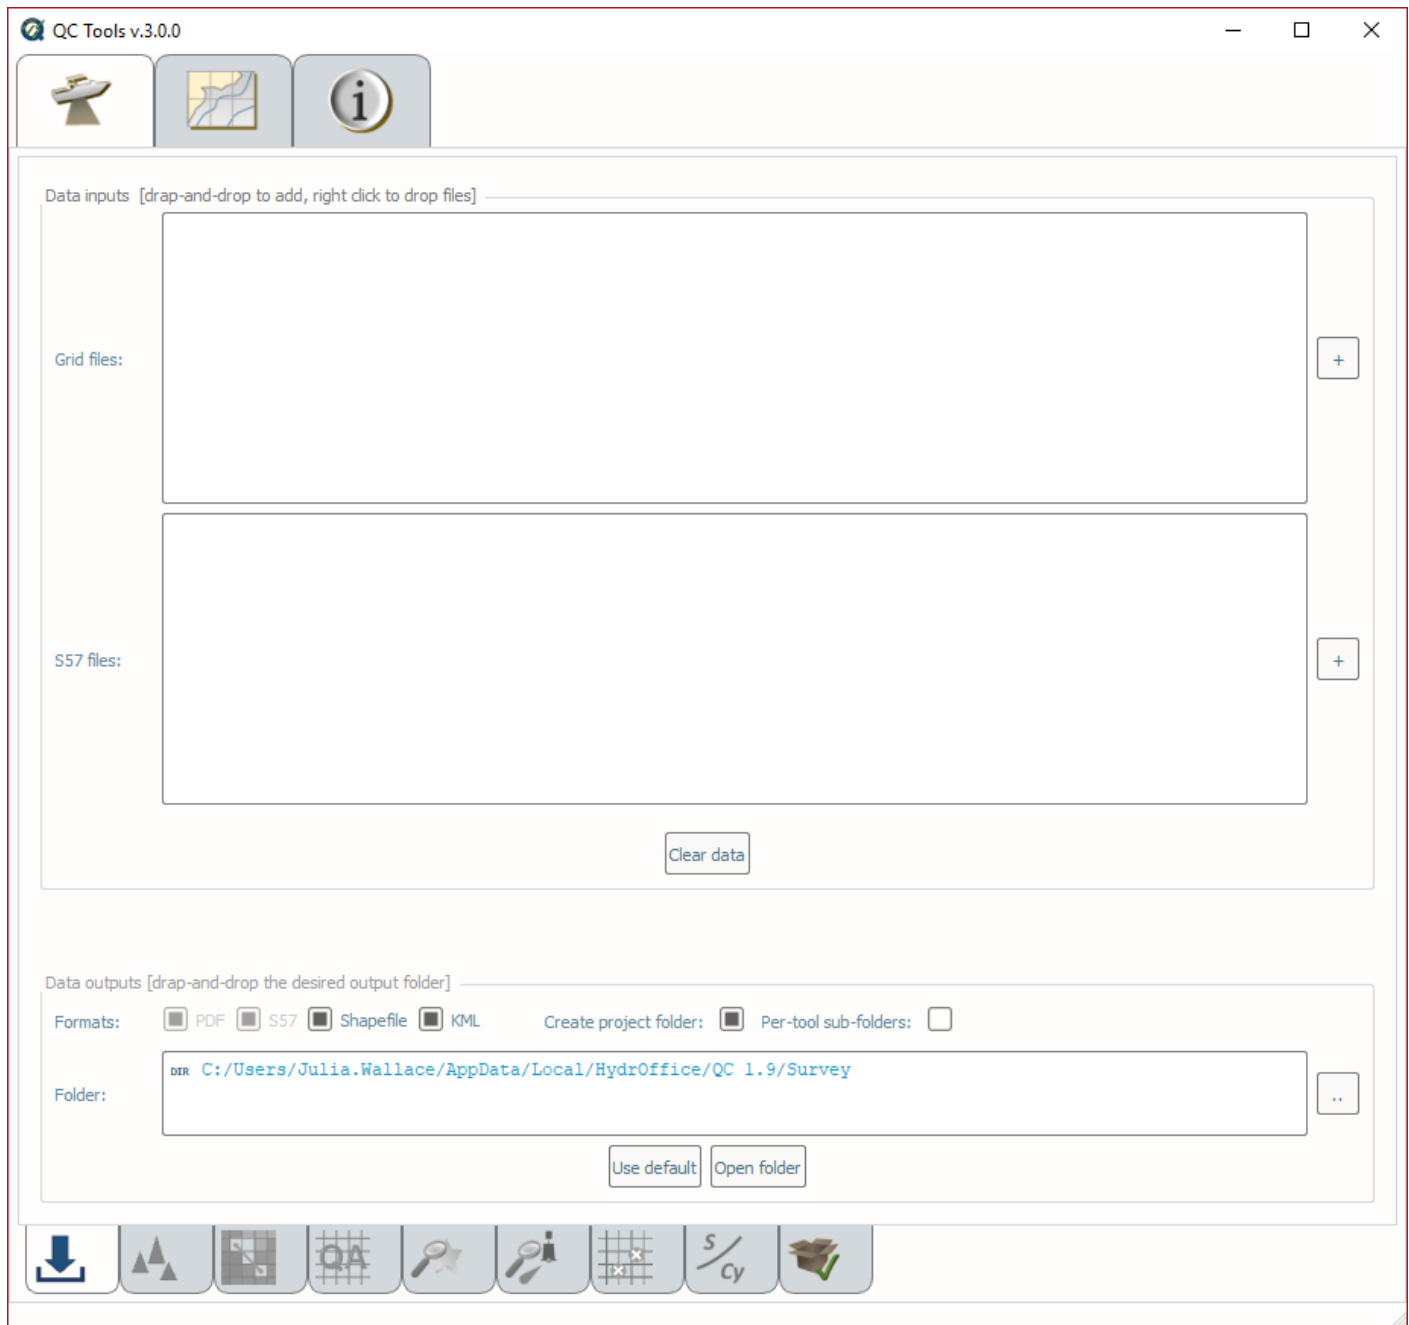 QC Tools v.3.0.0
i
Data inputs [drap-and-drop to add, right click to drop files]
Grid files:
+
S57 files:
+
Clear data
Data outputs [drap-and-drop the desired output folder]
Formats: PDF S57 Shapefile KML Create project folder: Per-tool sub-folders:
DIR C:/Users/Julia.Wallace/AppData/Local/HydrOffice/QC 1.9/Survey
Folder:
..
Use default Open folder
QA S/Cy